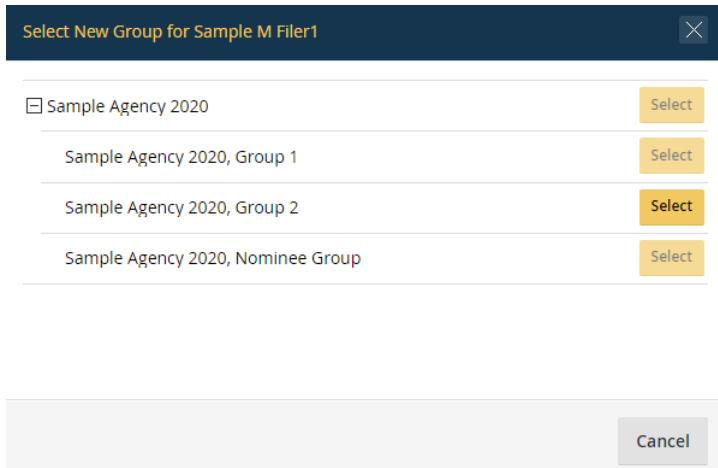 Select New Group for Sample M Filer1
Sample Agency 2020 Select
Sample Agency 2020, Group 1 Select
Sample Agency 2020, Group 2 Select
Sample Agency 2020, Nominee Group Select
Cancel